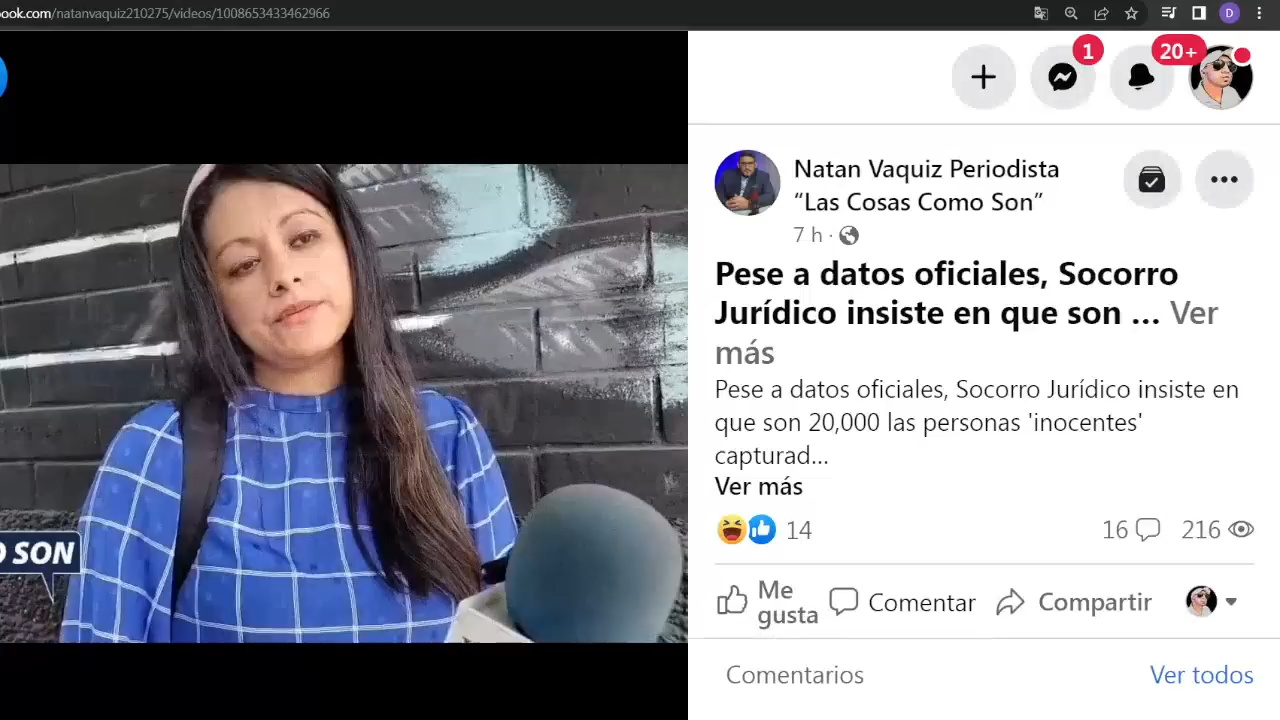 book.com/natanvaquiz210275/videos/1008653433462966
D
1
20+
Natan Vaquiz Periodista
“Las Cosas Como Son”
7 h ·
Pese a datos oficiales, Socorro
Jurídico insiste en que son ... Ver
más
Pese a datos oficiales, Socorro Jurídico insiste en
que son 20,000 las personas 'inocentes'
capturad...
Ver más
14
16
216
O SON
Me
gusta
Comentar
Compartir
Comentarios
Ver todos